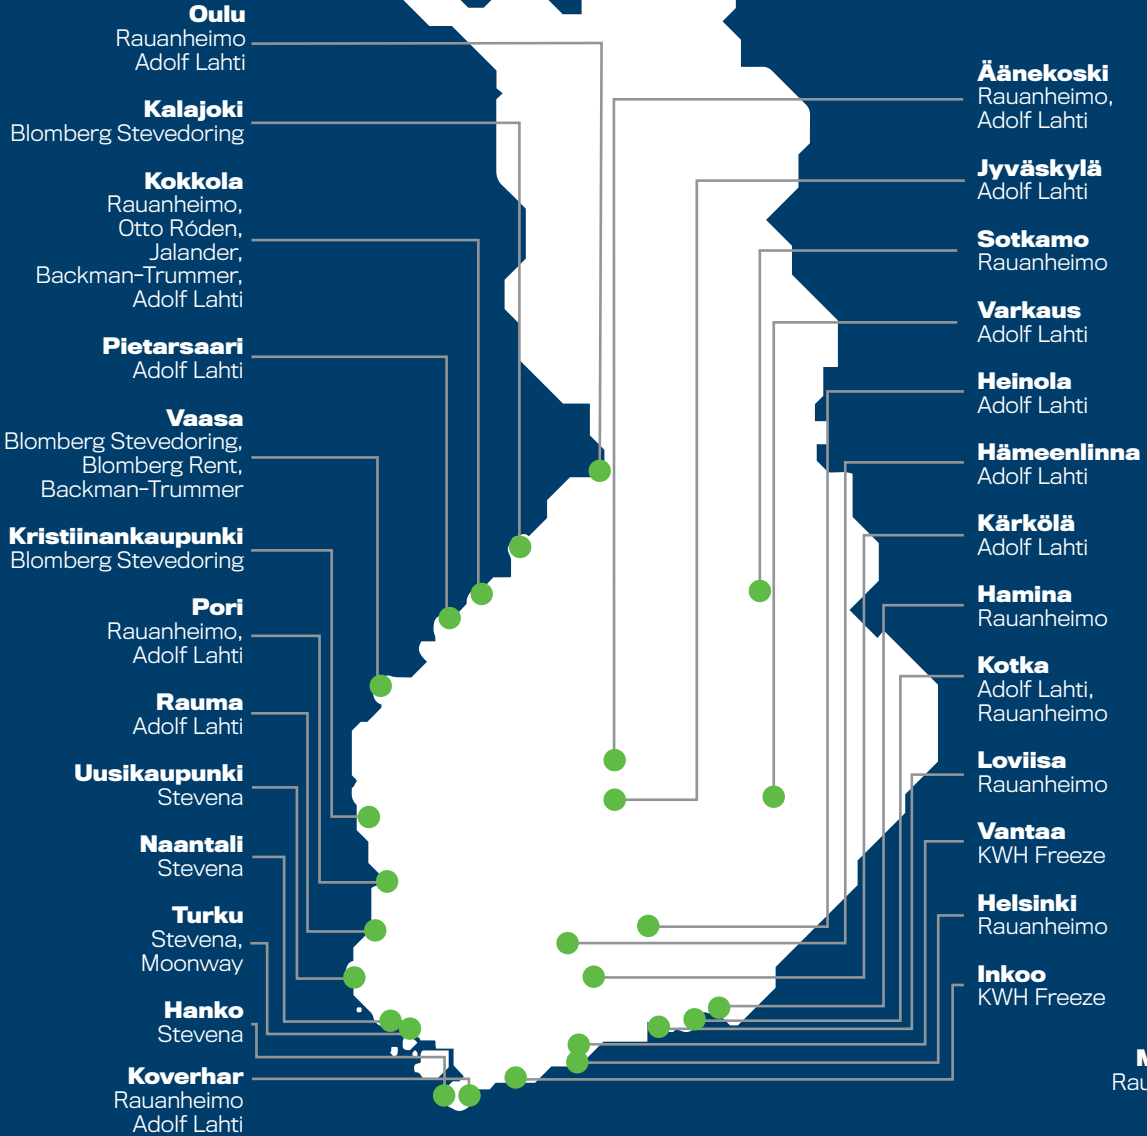 Oulu
Rauanheimo
Adolf Lahti
Kalajoki
Blomberg Stevedoring
Kokkola
Rauanheimo,
Otto Róden,
Jalander,
Backman-Trummer,
Adolf Lahti
Pietarsaari
Adolf Lahti
Vaasa
Blomberg Stevedoring,
Blomberg Rent,
Backman-Trummer
Kristiinankaupunki
Blomberg Stevedoring
Pori
Rauanheimo,
Adolf Lahti
Rauma
Adolf Lahti
Uusikaupunki
Stevena
Naantali
Stevena
Turku
Stevena,
Moonway
Hanko
Stevena
Koverhar
Rauanheimo
Adolf Lahti
Äänekoski
Rauanheimo,
Adolf Lahti
Jyväskylä
Adolf Lahti
Sotkamo
Rauanheimo
Varkaus
Adolf Lahti
Heinola
Adolf Lahti
Hämeenlinna
Adolf Lahti
Kärkölä
Adolf Lahti
Hamina
Rauanheimo
Kotka
Adolf Lahti,
Rauanheimo
Loviisa
Rauanheimo
Vantaa
KWH Freeze
Helsinki
Rauanheimo
Inkoo
KWH Freeze